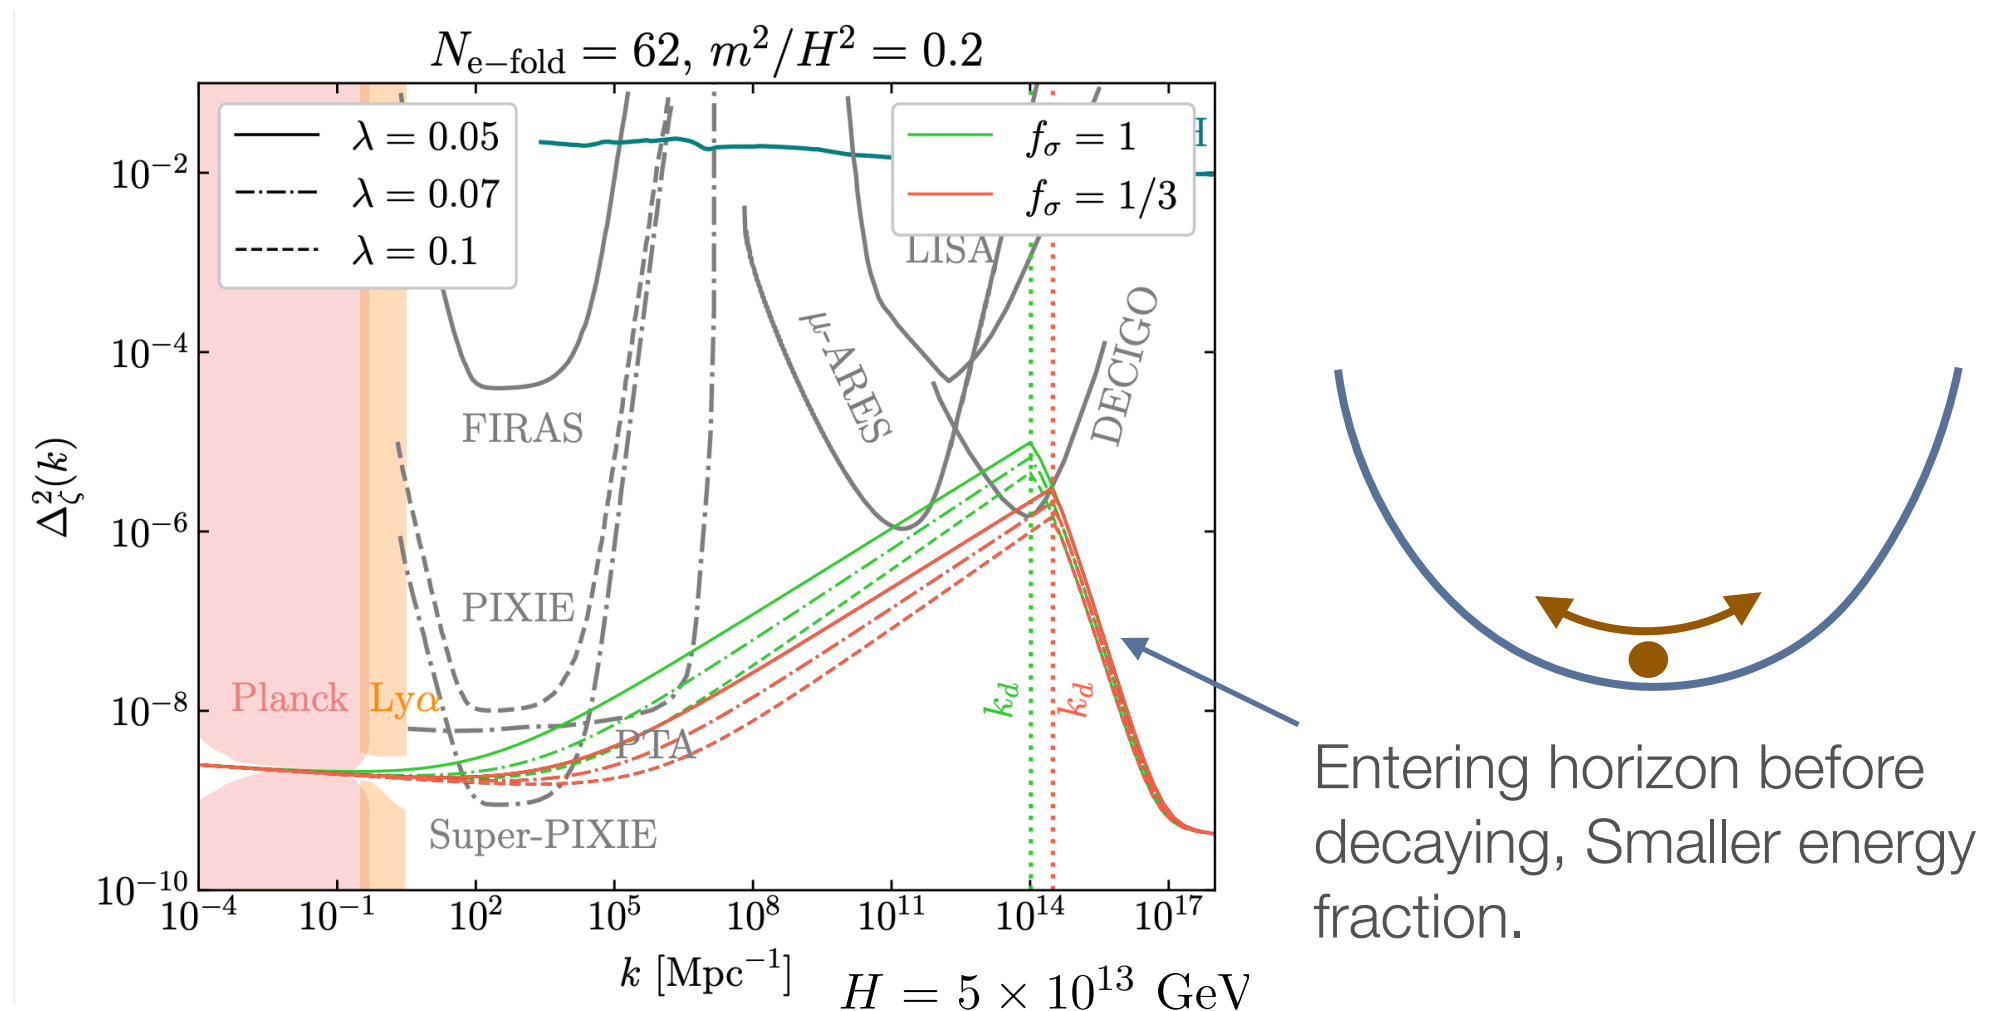 N_{e-fold} = 62, m^2/H^2 = 0.2
λ = 0.05
λ = 0.07
λ = 0.1
f_σ = 1
f_σ = 1/3
H
LISA
DECIGO
μ-ARES
FIRAS
PIXIE
Planck
Lyα
PTA
Super-PIXIE
k_d
k_d
Δ^2_ζ(k)
10^{-2}
10^{-4}
10^{-6}
10^{-8}
10^{-10}
10^{-4} 10^{-1} 10^2 10^5 10^8 10^{11} 10^{14} 10^{17}
k [Mpc^{-1}]
H = 5 × 10^{13} GeV
Entering horizon before
decaying, Smaller energy
fraction.